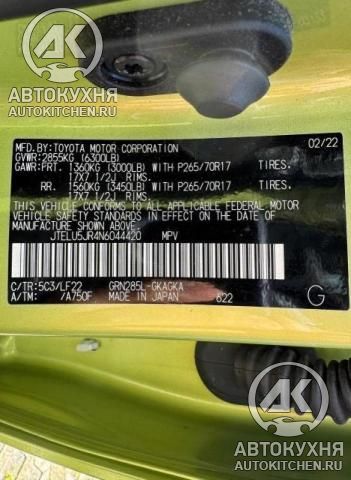 АК
АВТОКУХНЯ
AUTOKITCHEN.RU
MFD.BY:TOYOTA MOTOR CORPORATION 02/22
GVWR:2855KG (6300LB)
GAWR:FRT. 1360KG (3000LB) WITH P265/70R17 TIRES.
17X7 1/2J RIMS.
RR. 1560KG (3450LB) WITH P265/70R17 TIRES.
17X7 1/2J RIMS.
THIS VEHICLE CONFORMS TO ALL APPLICABLE FEDERAL MOTOR
VEHICLE SAFETY STANDARDS IN EFFECT ON THE DATE OF
MANUFACTURE SHOWN ABOVE.
JTELU5JR4N6044420 MPV
C/TR:5C3/LF22 GRN285L-GKAGKA
A/TM: /A750F MADE IN JAPAN 622
G
АК
АВТОКУХНЯ
AUTOKITCHEN.RU